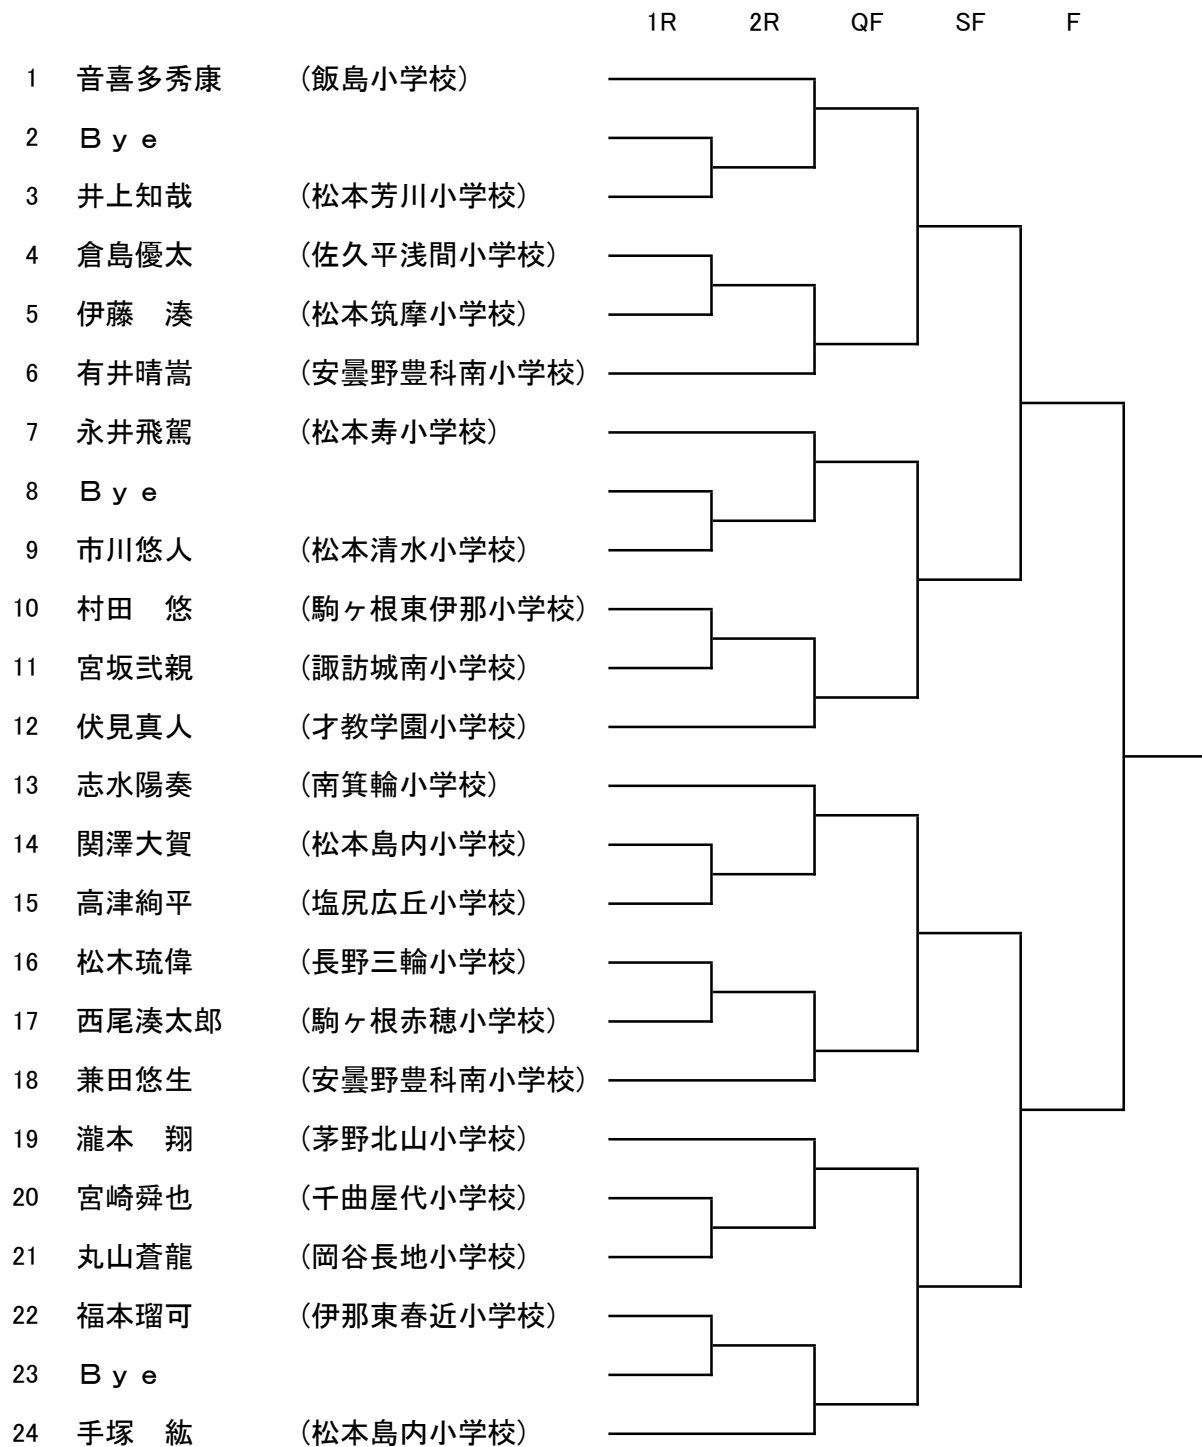 1R 2R QF SF F
1 音喜多秀康 (飯島小学校)
2 Ｂｙｅ
3 井上知哉 (松本芳川小学校)
4 倉島優太 (佐久平浅間小学校)
5 伊藤　湊 (松本筑摩小学校)
6 有井晴嵩 (安曇野豊科南小学校)
7 永井飛駕 (松本寿小学校)
8 Ｂｙｅ
9 市川悠人 (松本清水小学校)
10 村田　悠 (駒ヶ根東伊那小学校)
11 宮坂弐親 (諏訪城南小学校)
12 伏見真人 (才教学園小学校)
13 志水陽奏 (南箕輪小学校)
14 関澤大賀 (松本島内小学校)
15 高津絢平 (塩尻広丘小学校)
16 松木琉偉 (長野三輪小学校)
17 西尾湊太郎 (駒ヶ根赤穂小学校)
18 兼田悠生 (安曇野豊科南小学校)
19 瀧本　翔 (茅野北山小学校)
20 宮崎舜也 (千曲屋代小学校)
21 丸山蒼龍 (岡谷長地小学校)
22 福本瑠可 (伊那東春近小学校)
23 Ｂｙｅ
24 手塚　紘 (松本島内小学校)